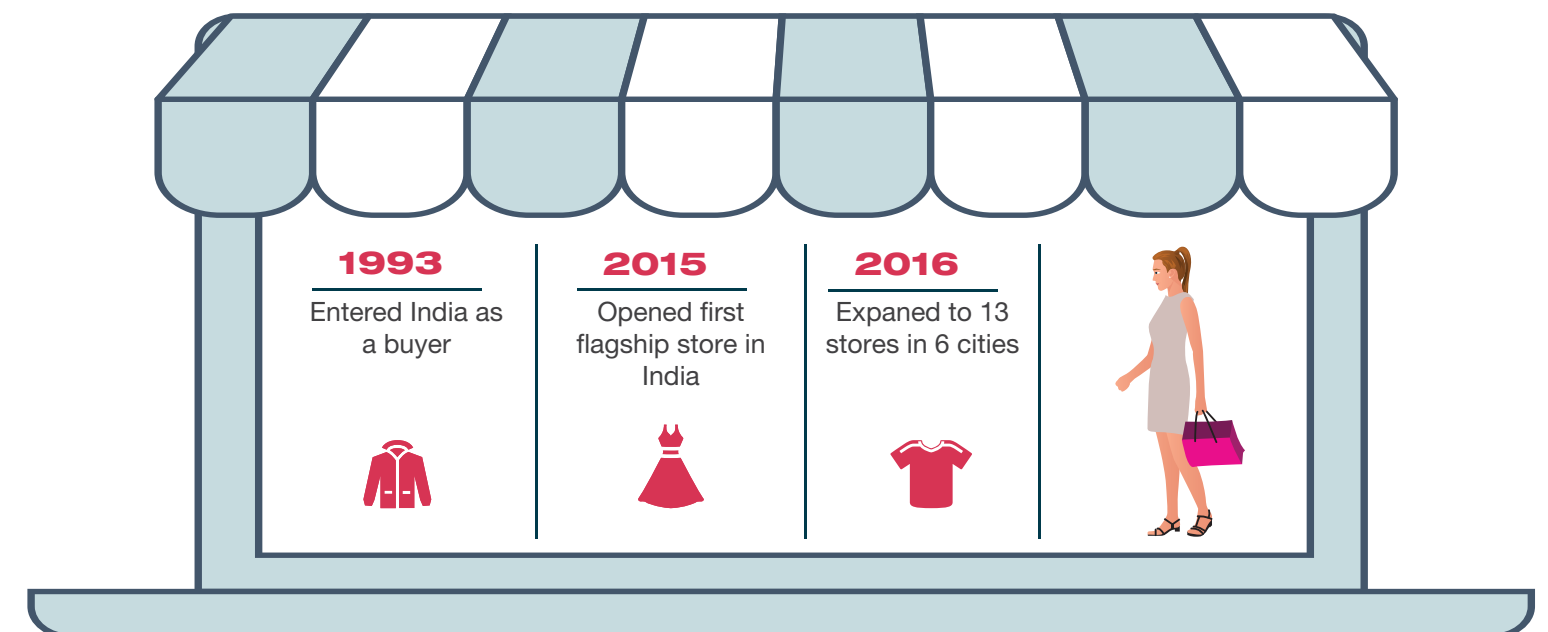 1993
Entered India as
a buyer
2015
Opened first
flagship store in
India
2016
Expaned to 13
stores in 6 cities